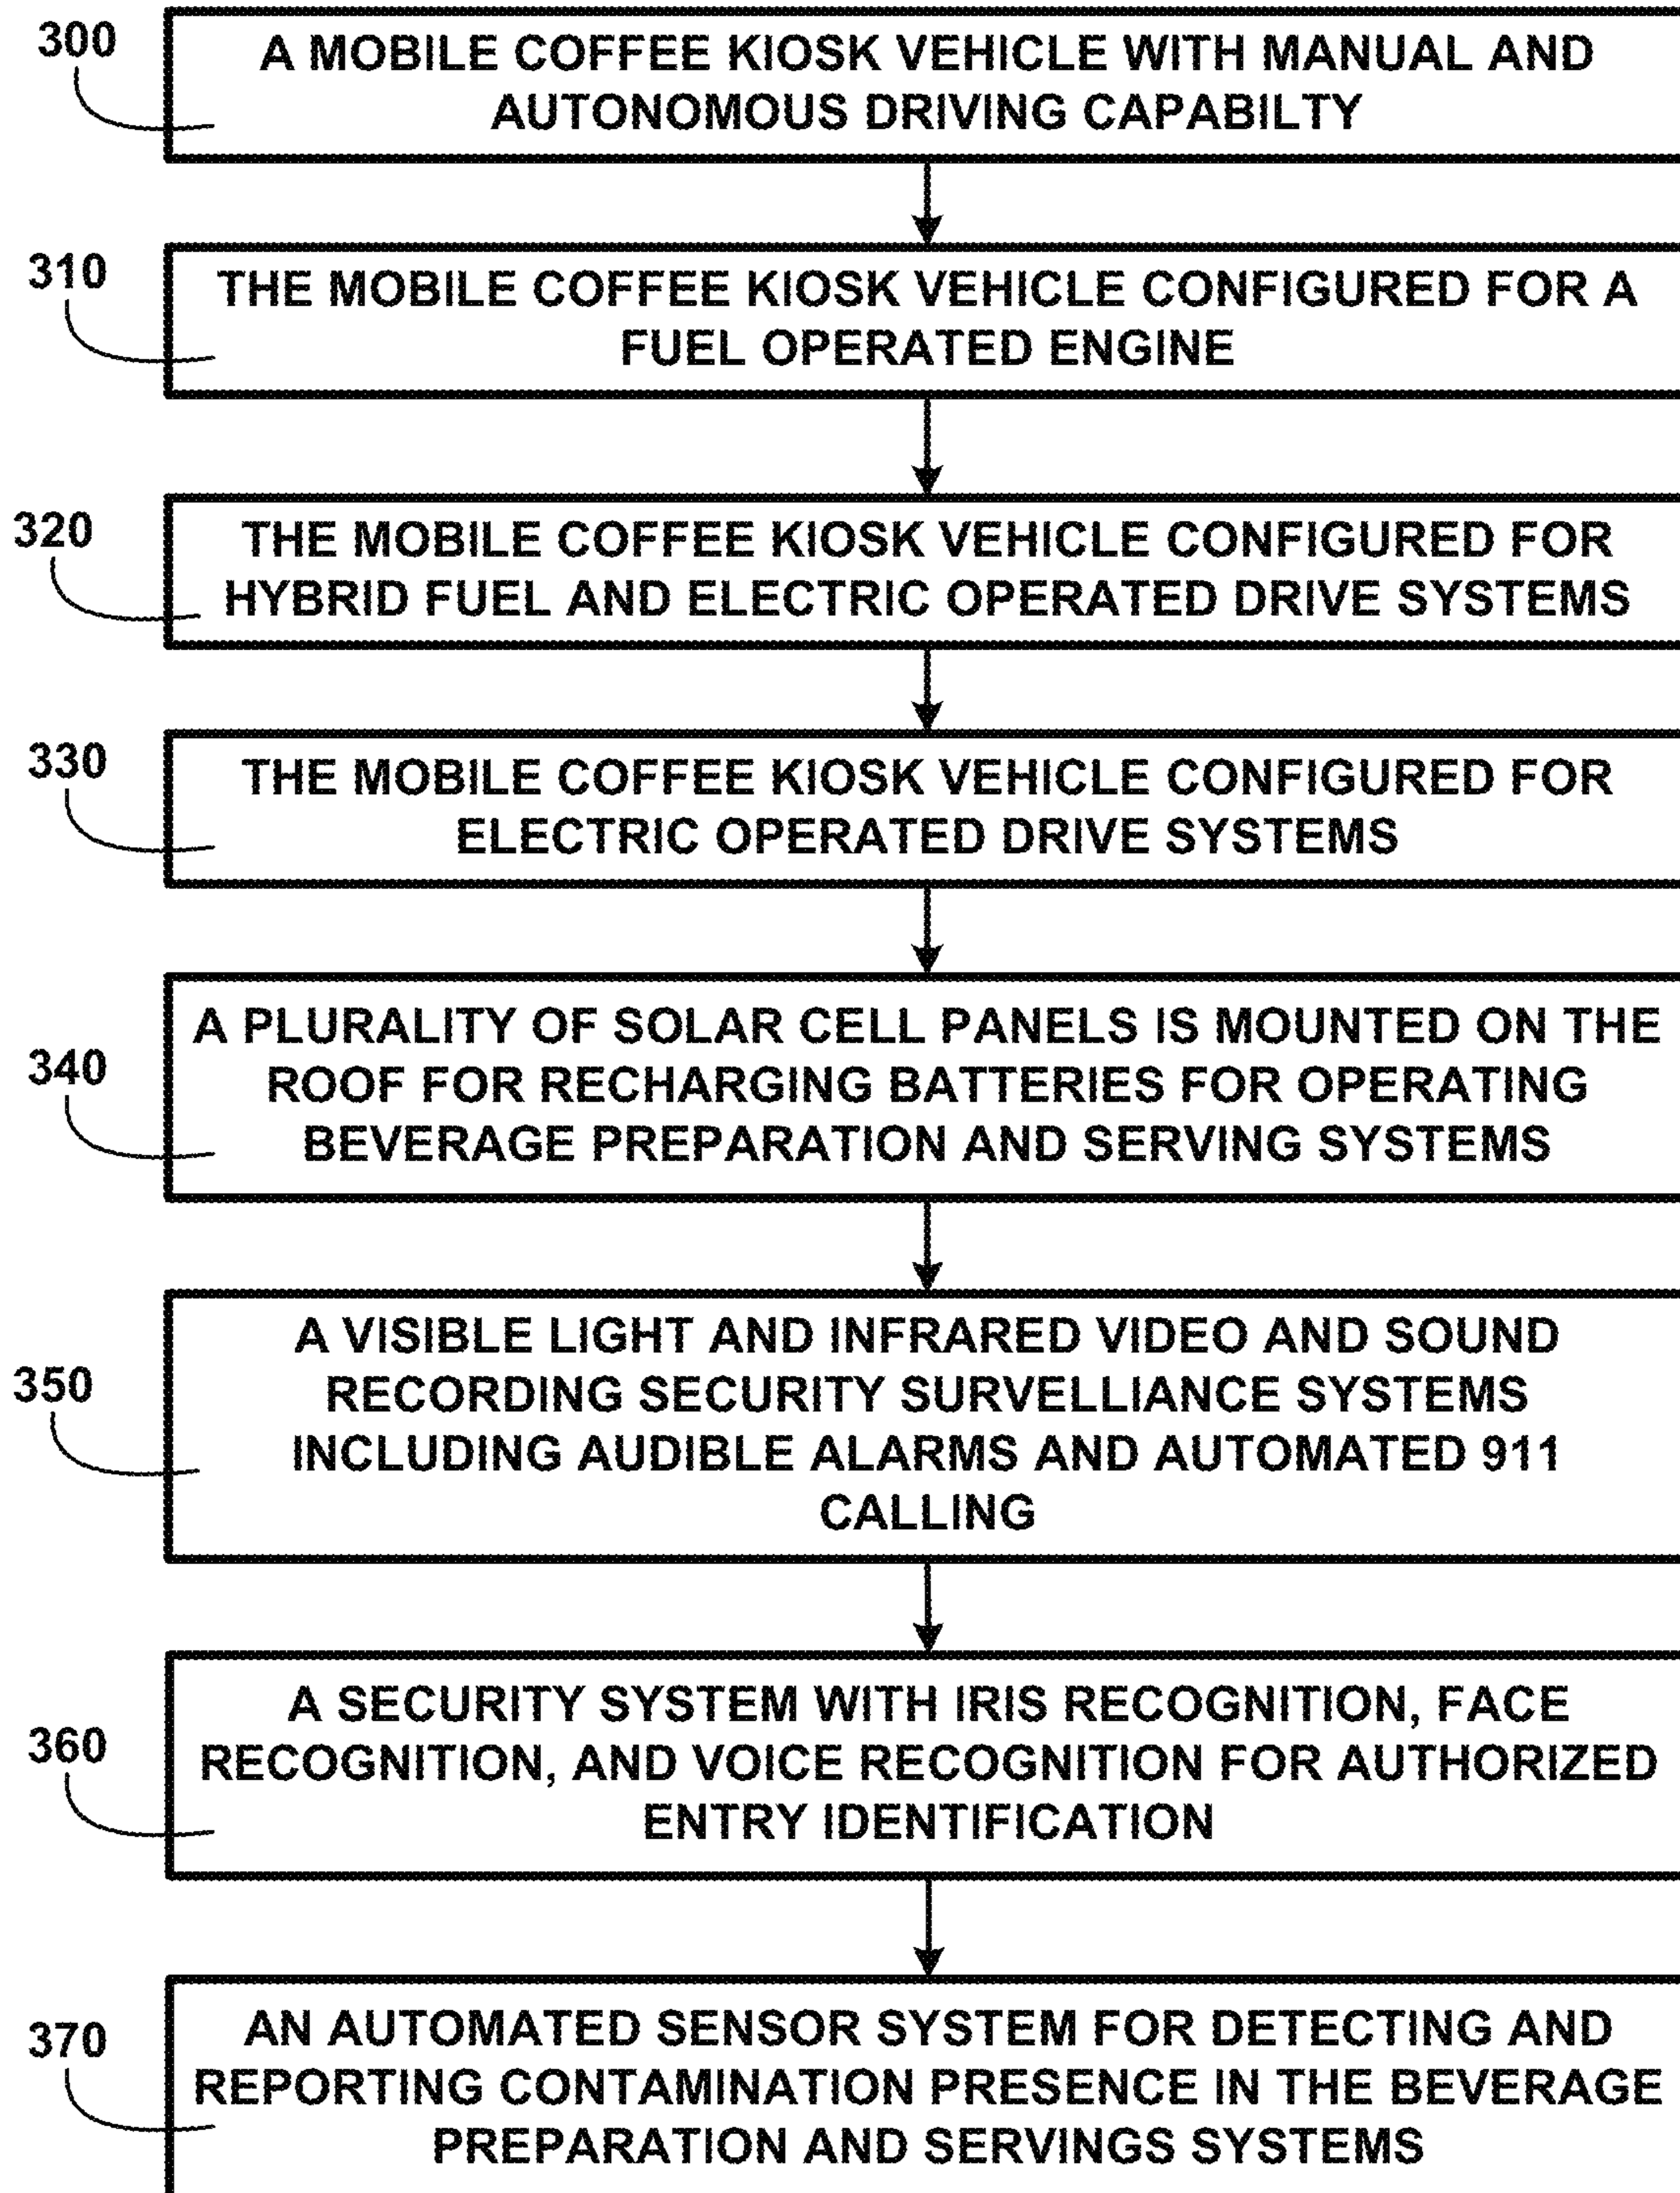 300
A MOBILE COFFEE KIOSK VEHICLE WITH MANUAL AND
AUTONOMOUS DRIVING CAPABILTY
310
THE MOBILE COFFEE KIOSK VEHICLE CONFIGURED FOR A
FUEL OPERATED ENGINE
320
THE MOBILE COFFEE KIOSK VEHICLE CONFIGURED FOR
HYBRID FUEL AND ELECTRIC OPERATED DRIVE SYSTEMS
330
THE MOBILE COFFEE KIOSK VEHICLE CONFIGURED FOR
ELECTRIC OPERATED DRIVE SYSTEMS
340
A PLURALITY OF SOLAR CELL PANELS IS MOUNTED ON THE
ROOF FOR RECHARGING BATTERIES FOR OPERATING
BEVERAGE PREPARATION AND SERVING SYSTEMS
350
A VISIBLE LIGHT AND INFRARED VIDEO AND SOUND
RECORDING SECURITY SURVELLIANCE SYSTEMS
INCLUDING AUDIBLE ALARMS AND AUTOMATED 911
CALLING
360
A SECURITY SYSTEM WITH IRIS RECOGNITION, FACE
RECOGNITION, AND VOICE RECOGNITION FOR AUTHORIZED
ENTRY IDENTIFICATION
370
AN AUTOMATED SENSOR SYSTEM FOR DETECTING AND
REPORTING CONTAMINATION PRESENCE IN THE BEVERAGE
PREPARATION AND SERVINGS SYSTEMS